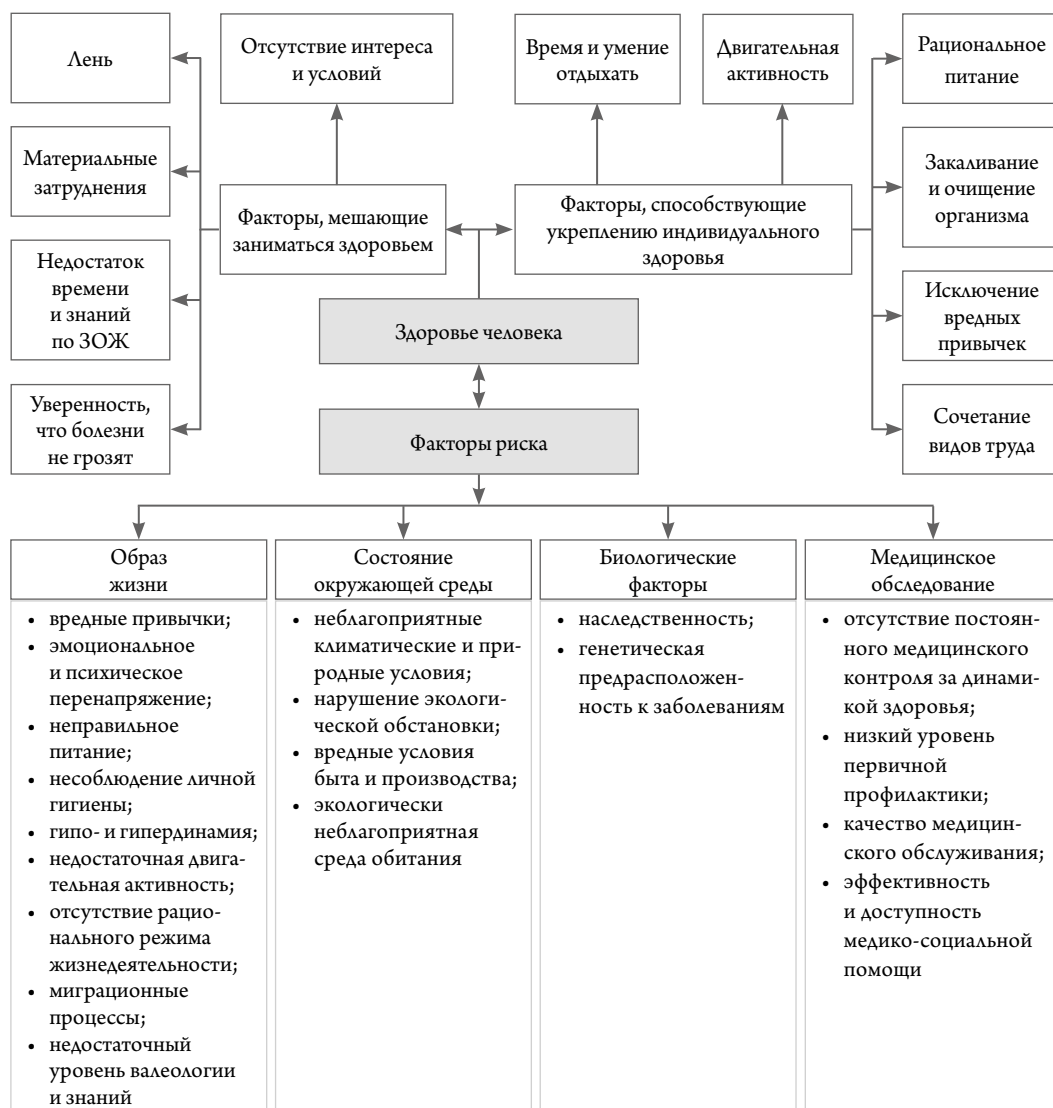 Лень
Отсутствие интереса
и условий
Время и умение
отдыхать
Двигательная
активность
Рациональное
питание
Материальные
затруднения
Закаливание
и очищение
организма
Факторы, мешающие
заниматься здоровьем
Факторы, способствующие
укреплению индивидуального
здоровья
Недостаток
времени
и знаний
по ЗОЖ
Исключение
вредных
привычек
Здоровье человека
Уверенность,
что болезни
не грозят
Факторы риска
Сочетание
видов труда
Образ
жизни
• вредные привычки;
• эмоциональное
и психическое
перенапряжение;
• неправильное
питание;
• несоблюдение личной
гигиены;
• гипо- и гипердинамия;
• недостаточная двига-
тельная активность;
• отсутствие рацио-
нального режима
жизнедеятельности;
• миграционные
процессы;
• недостаточный
уровень валеологии
и знаний
Состояние
окружающей среды
• неблагоприятные
климатические и при-
родные условия;
• нарушение экологи-
ческой обстановки;
• вредные условия
быта и производства;
• экологически
неблагоприятная
среда обитания
Биологические
факторы
• наследственность;
• генетическая
предрасположен-
ность к заболеваниям
Медицинское
обследование
• отсутствие постоян-
ного медицинского
контроля за динами-
кой здоровья;
• низкий уровень
первичной
профилактики;
• качество медицин-
ского обслуживания;
• эффективность
и доступность
медико-социальной
помощи